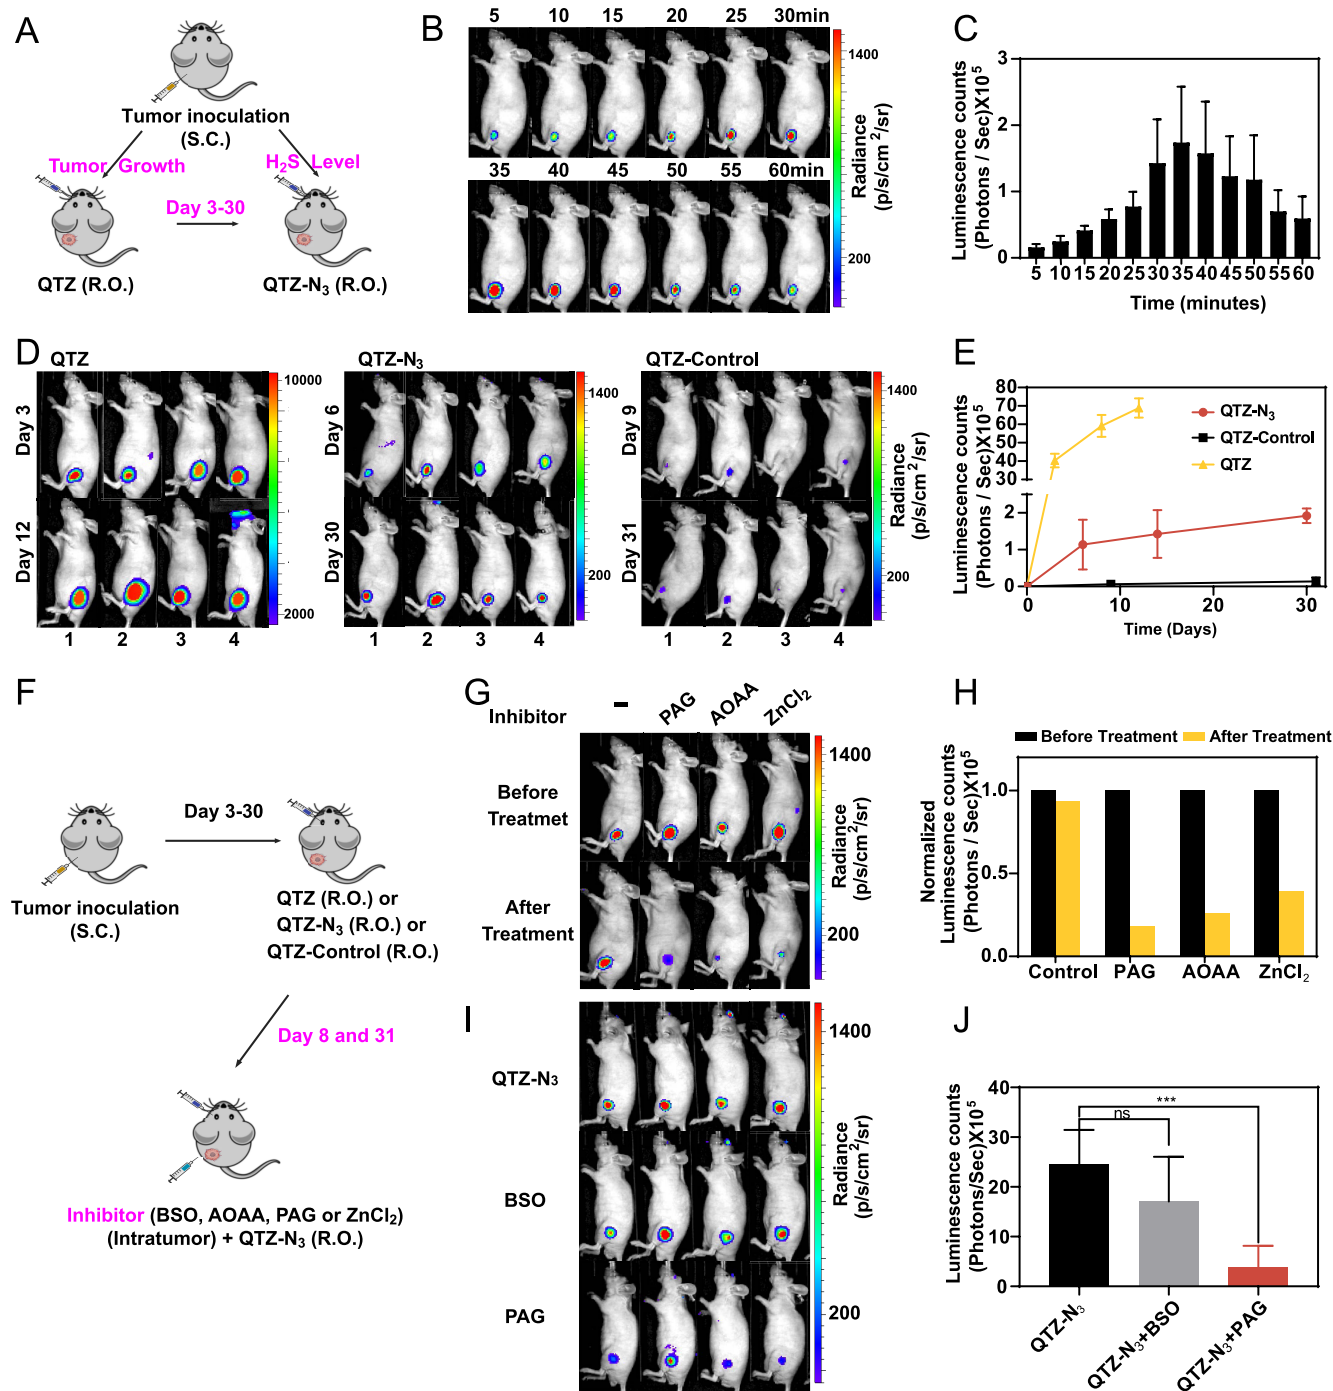 A
Tumor inoculation
(S.C.)
Tumor Growth
H₂S Level
Day 3-30
QTZ (R.O.)
QTZ-N₃ (R.O.)
B
5 10 15 20 25 30min
35 40 45 50 55 60min
1400
200
Radiance
(p/s/cm²/sr)
C
Luminescence counts
(Photons / Sec)X10⁵
3
2
1
0
5 10 15 20 25 30 35 40 45 50 55 60
Time (minutes)
D
QTZ
QTZ-N₃
QTZ-Control
Day 3
Day 12
10000
2000
Day 6
Day 30
1400
200
Day 9
Day 31
1400
200
Radiance
(p/s/cm²/sr)
1 2 3 4
1 2 3 4
1 2 3 4
E
Luminescence counts
(Photons / Sec)X10⁵
80
70
60
50
40
30
2
1
0
QTZ-N₃
QTZ-Control
QTZ
0 10 20 30
Time (Days)
F
Day 3-30
Tumor inoculation
(S.C.)
QTZ (R.O.) or
QTZ-N₃ (R.O.) or
QTZ-Control (R.O.)
Day 8 and 31
Inhibitor (BSO, AOAA, PAG or ZnCl₂)
(Intratumor) + QTZ-N₃ (R.O.)
G
Inhibitor
– PAG AOAA ZnCl₂
Before
Treatmet
After
Treatment
1400
200
Radiance
(p/s/cm²/sr)
H
Before Treatment After Treatment
Normalized
Luminescence counts
(Photons / Sec)X10⁵
1.0
0.5
0.0
Control PAG AOAA ZnCl₂
I
QTZ-N₃
BSO
PAG
1400
200
Radiance
(p/s/cm²/sr)
J
Luminescence counts
(Photons/Sec)X10⁵
40
30
20
10
0
***
ns
QTZ-N₃
QTZ-N₃+BSO
QTZ-N₃+PAG